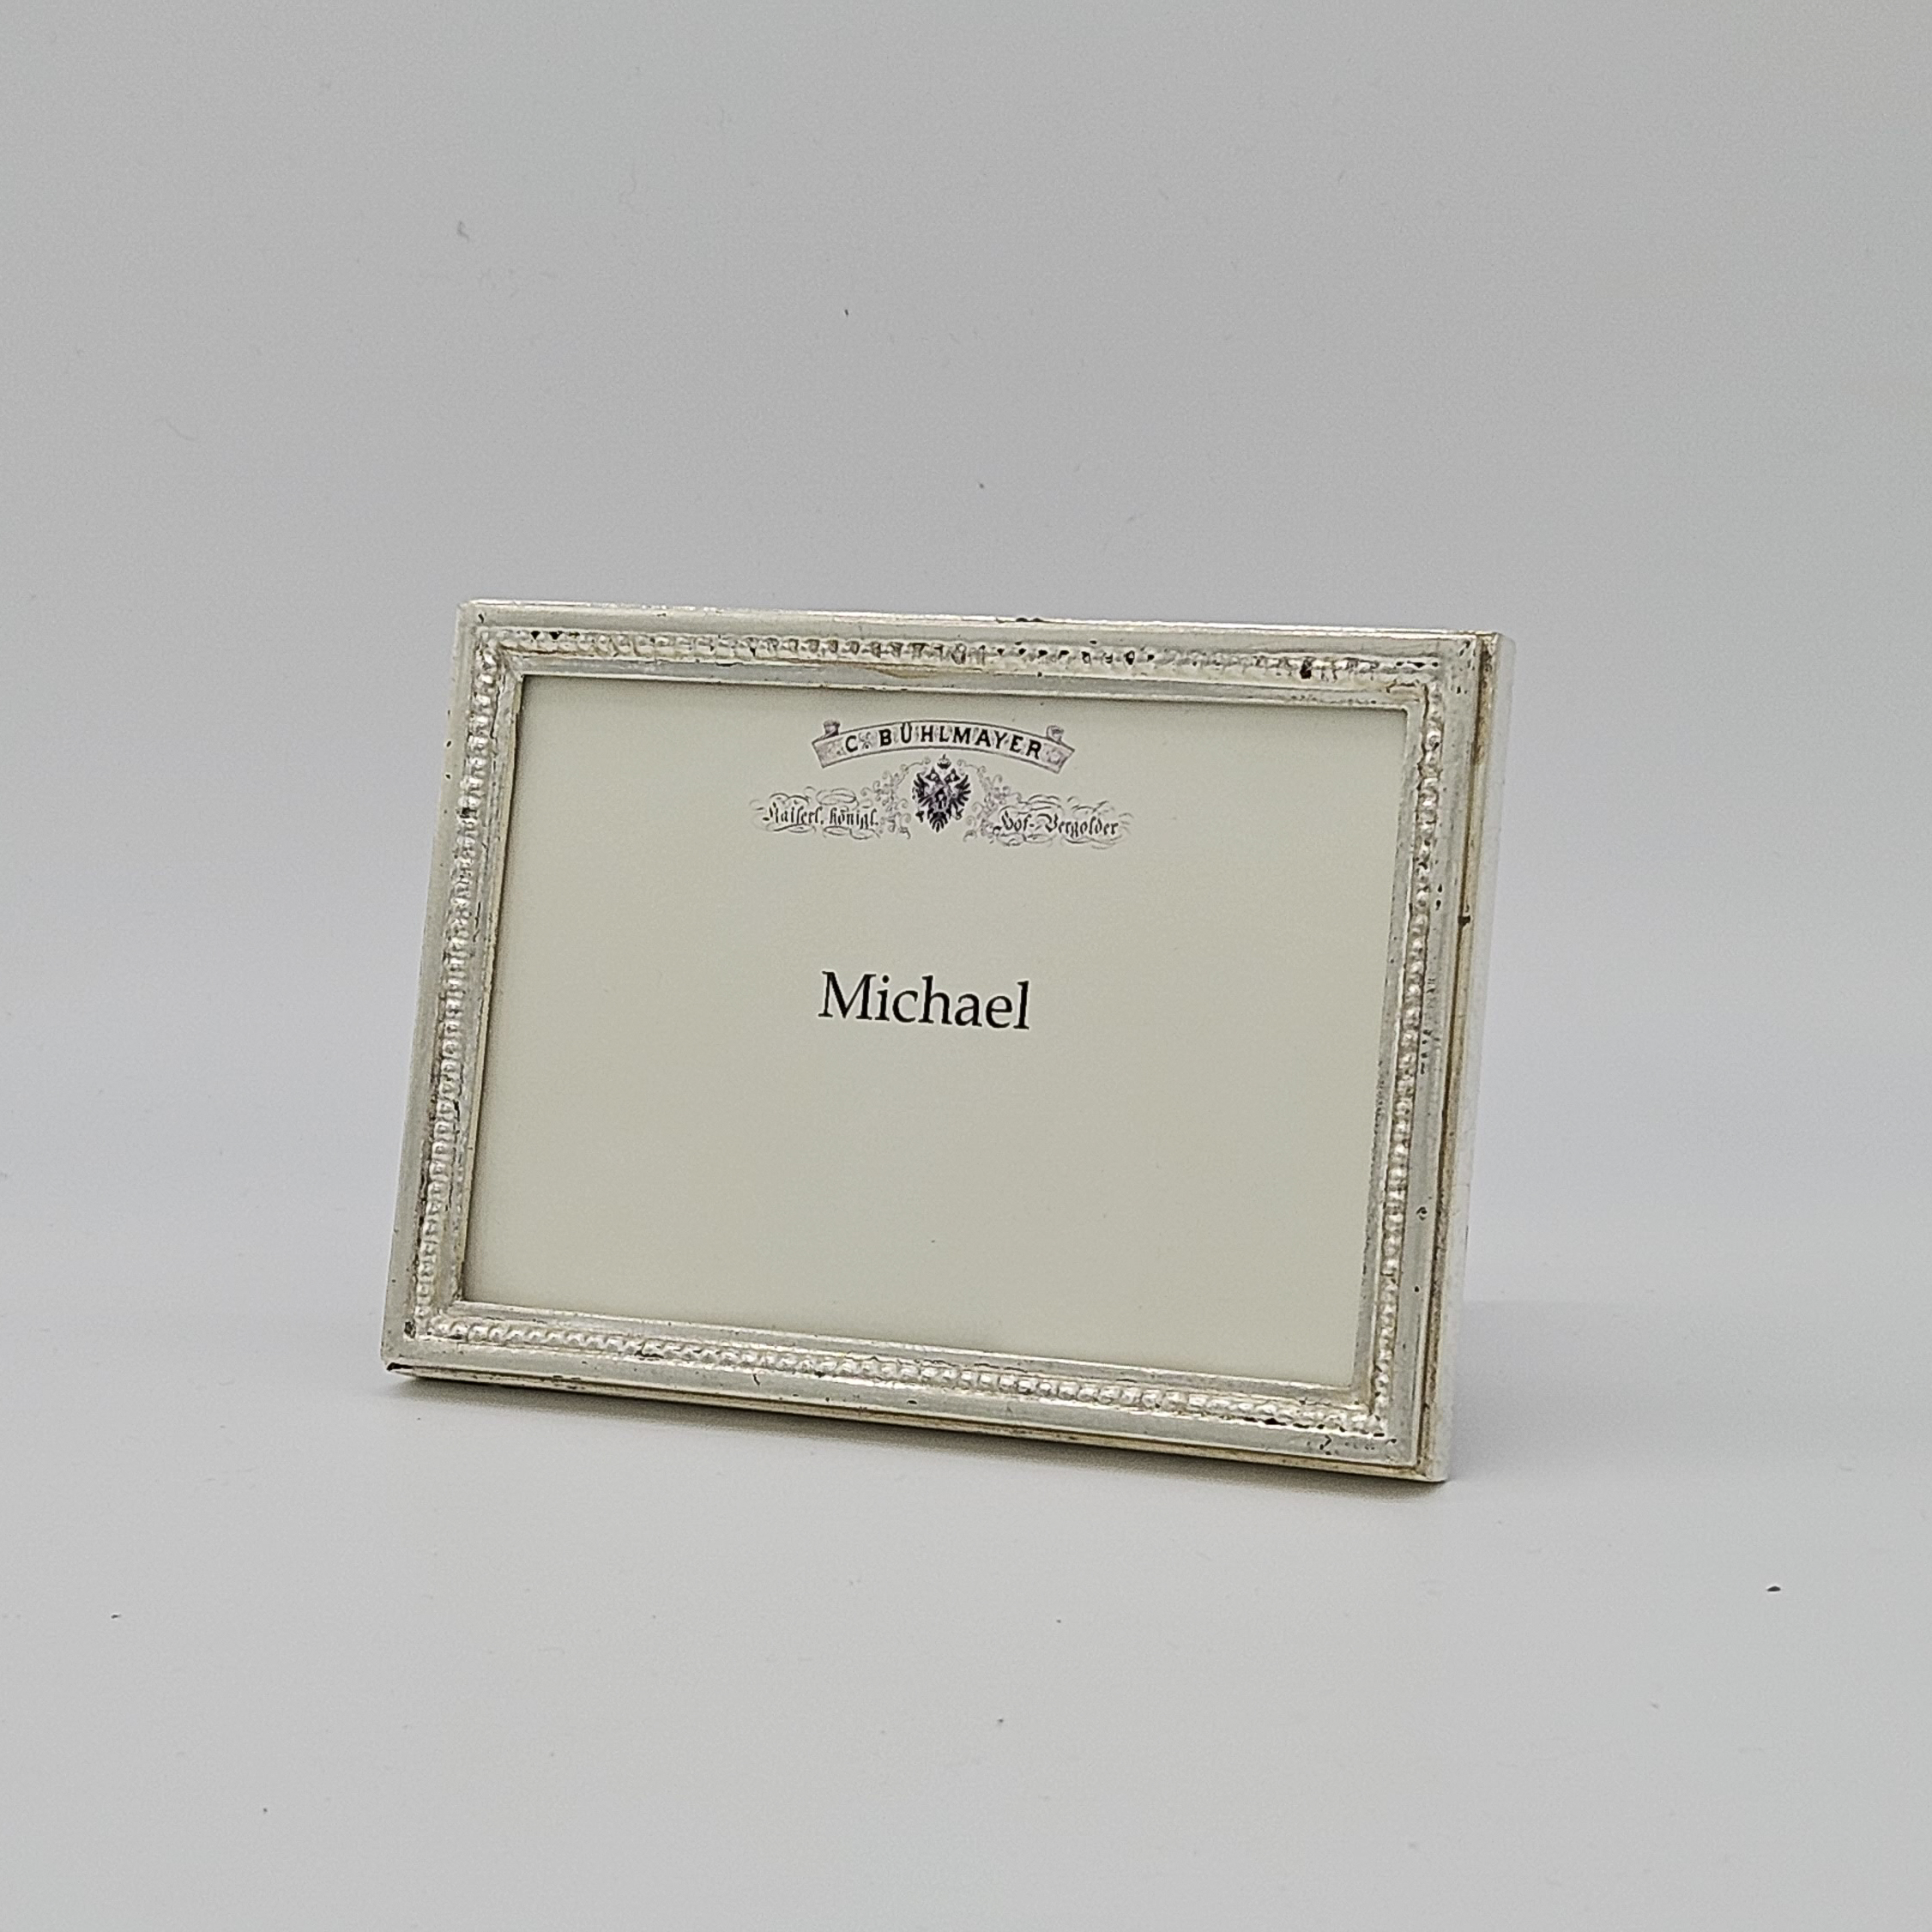 C. BÜHLMAYER
Kaiserl. königl. Hof-Vergolder
Michael